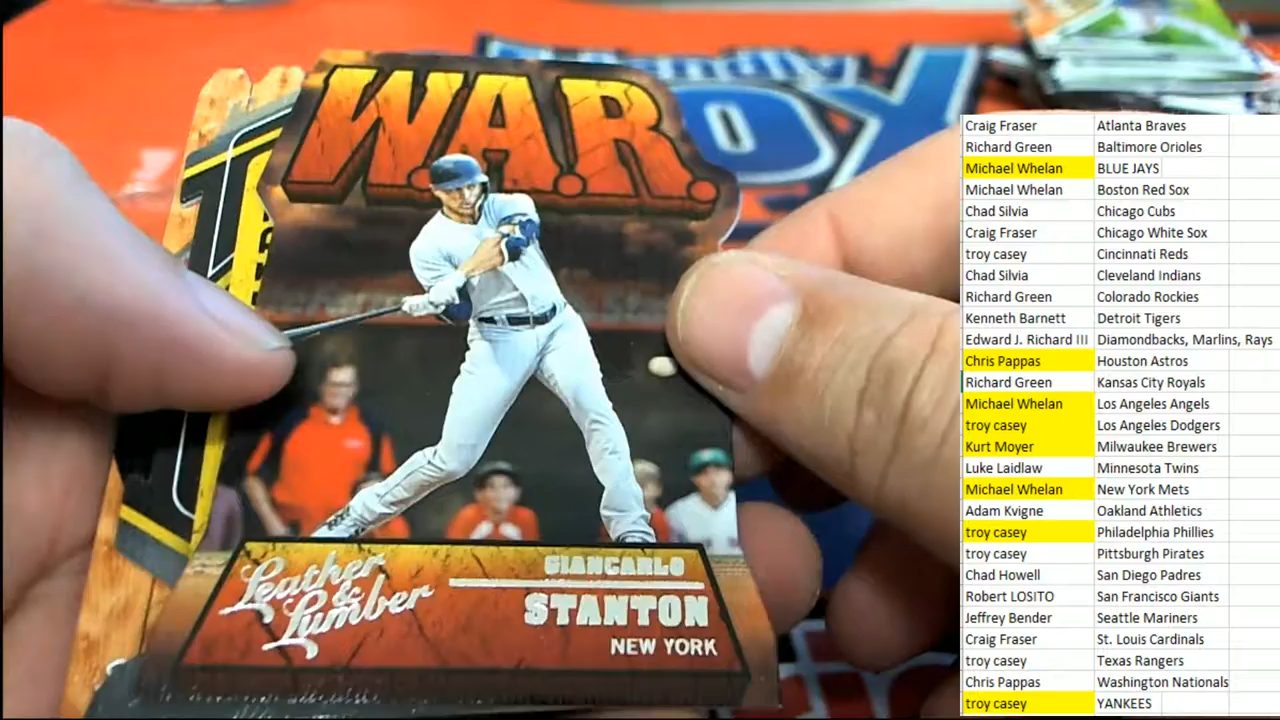 W.A.R.
Leather
&
Lumber
GIANCARLO
STANTON
NEW YORK
Craig Fraser Atlanta Braves
Richard Green Baltimore Orioles
Michael Whelan BLUE JAYS
Michael Whelan Boston Red Sox
Chad Silvia Chicago Cubs
Craig Fraser Chicago White Sox
troy casey Cincinnati Reds
Chad Silvia Cleveland Indians
Richard Green Colorado Rockies
Kenneth Barnett Detroit Tigers
Edward J. Richard III Diamondbacks, Marlins, Rays
Chris Pappas Houston Astros
Richard Green Kansas City Royals
Michael Whelan Los Angeles Angels
troy casey Los Angeles Dodgers
Kurt Moyer Milwaukee Brewers
Luke Laidlaw Minnesota Twins
Michael Whelan New York Mets
Adam Kvigne Oakland Athletics
troy casey Philadelphia Phillies
troy casey Pittsburgh Pirates
Chad Howell San Diego Padres
Robert LOSITO San Francisco Giants
Jeffrey Bender Seattle Mariners
Craig Fraser St. Louis Cardinals
troy casey Texas Rangers
Chris Pappas Washington Nationals
troy casey YANKEES